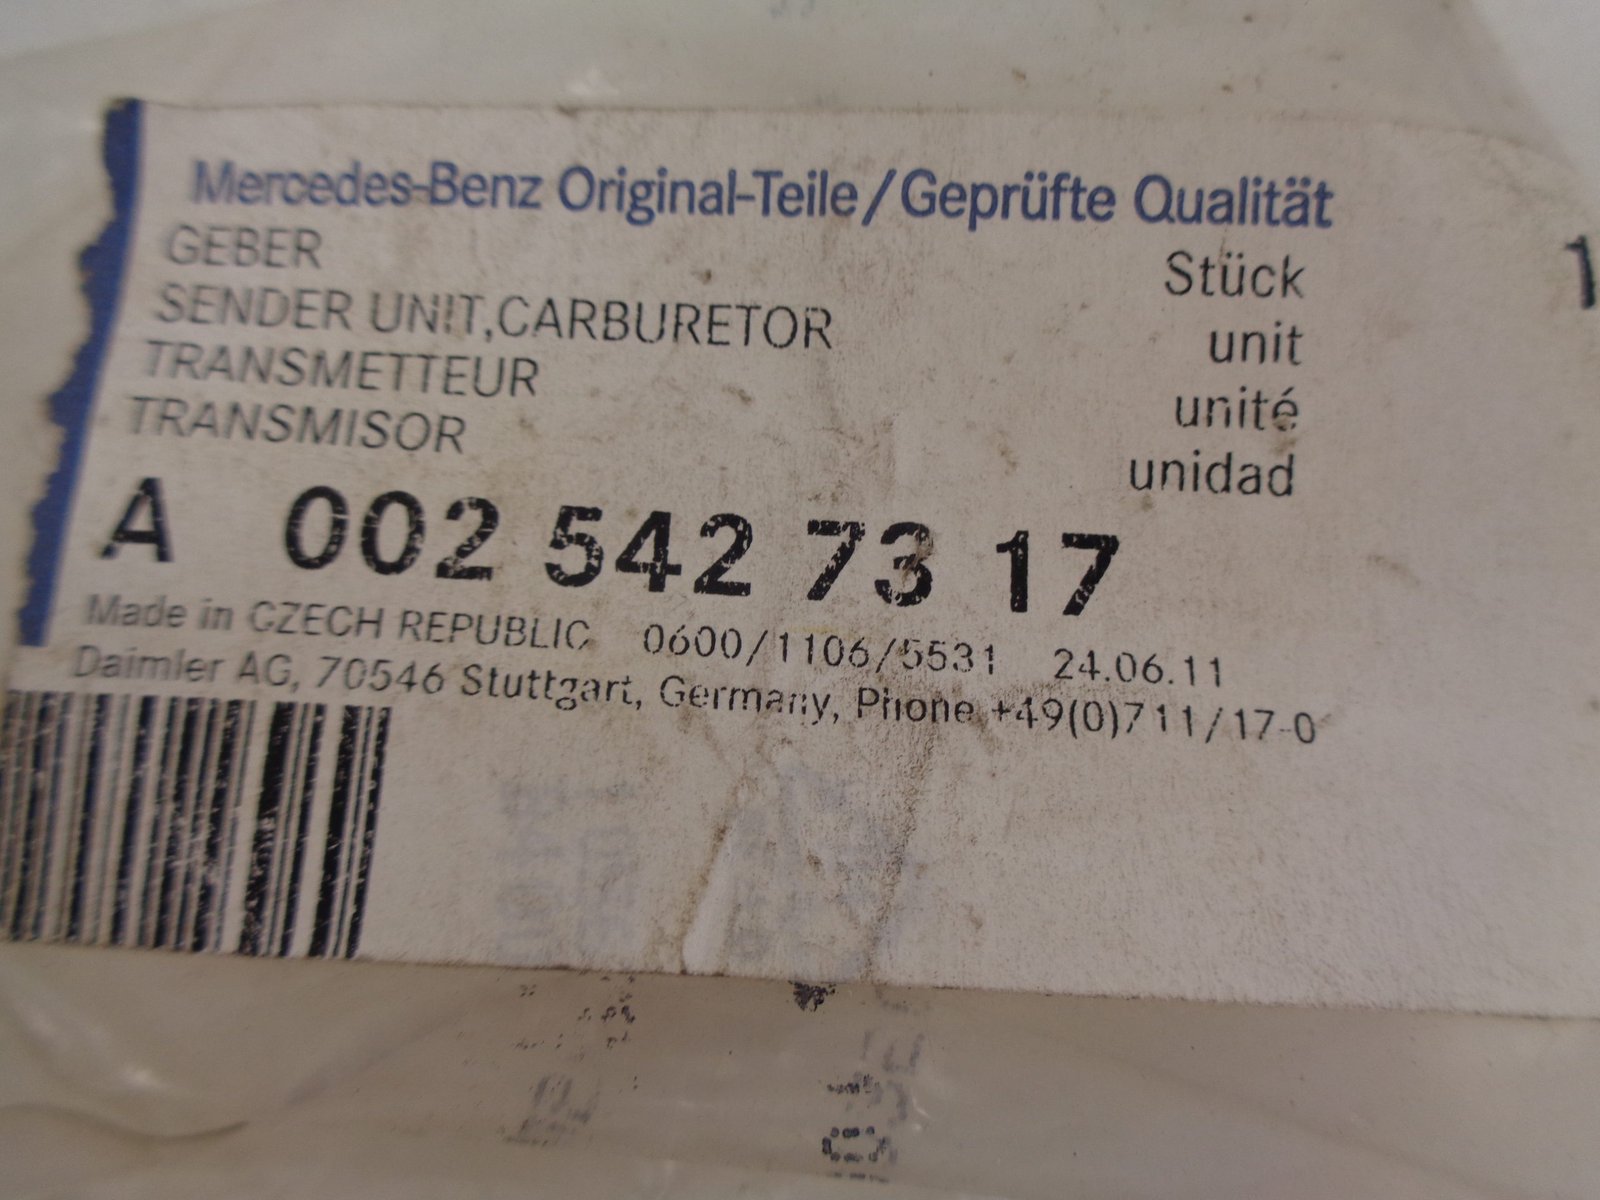 Mercedes-Benz Original-Teile/Geprüfte Qualität
GEBER
SENDER UNIT,CARBURETOR
TRANSMETTEUR
TRANSMISOR
Stück 1
unit
unité
unidad
A 002 542 73 17
Made in CZECH REPUBLIC 0600/1106/5531 24.06.11
Daimler AG, 70546 Stuttgart, Germany, Phone +49(0)711/17-0